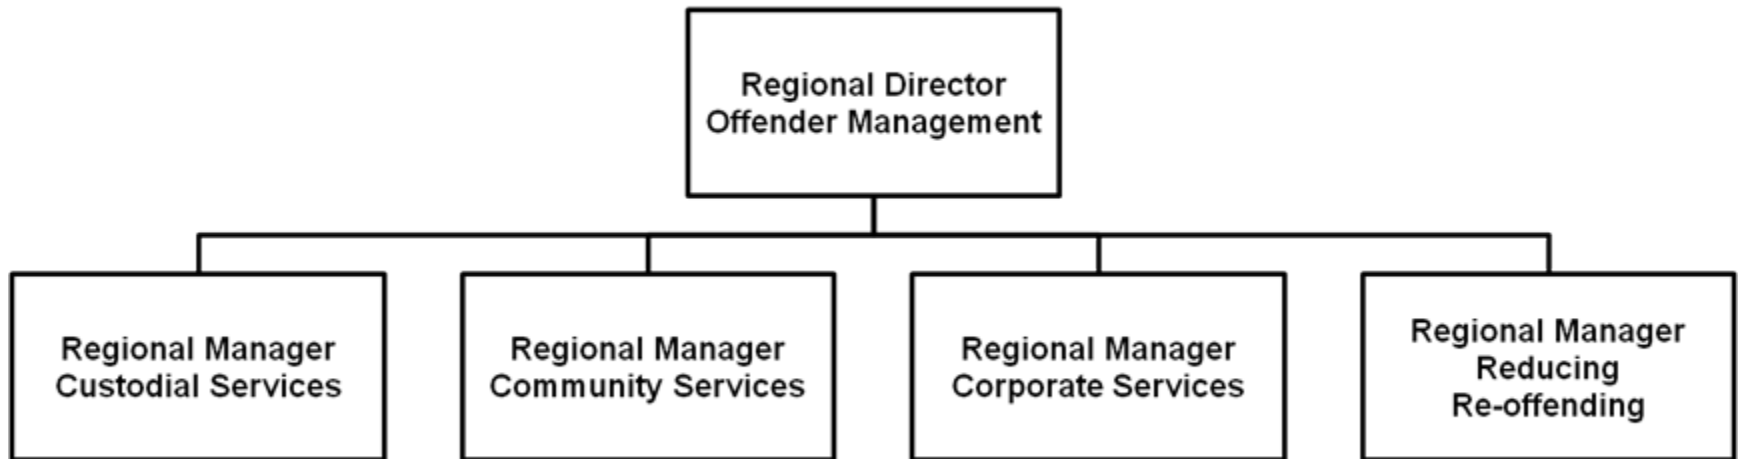 Regional Director
Offender Management
Regional Manager
Custodial Services
Regional Manager
Community Services
Regional Manager
Corporate Services
Regional Manager
Reducing
Re-offending